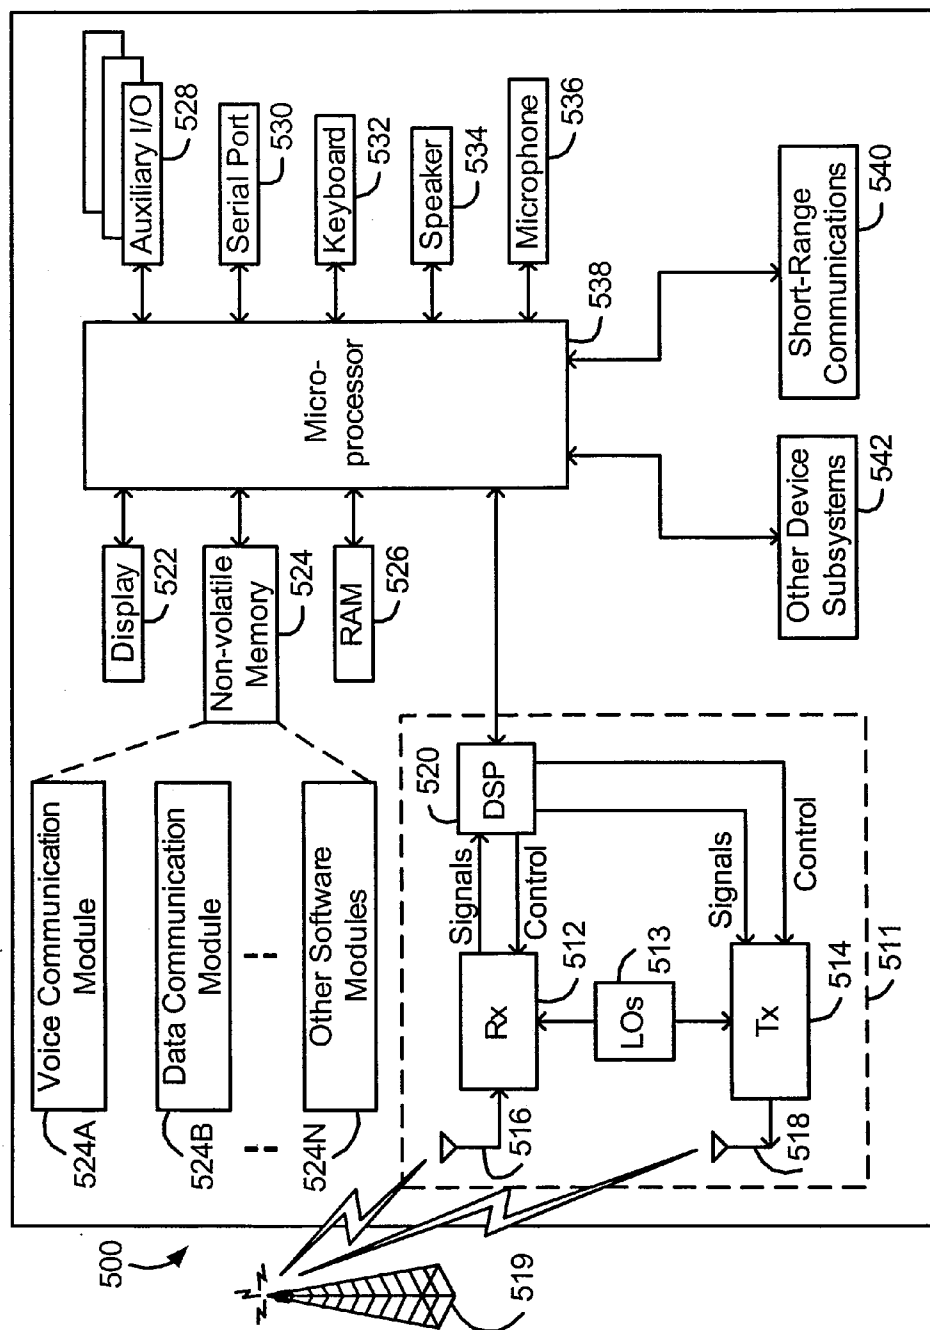 500
519
524A
Voice Communication
Module
524B
Data Communication
Module
524N
Other Software
Modules
Display
522
Non-volatile
Memory
524
RAM
526
Micro-
processor
538
Auxiliary I/O
528
Serial Port
530
Keyboard
532
Speaker
534
Microphone
536
Short-Range
Communications
540
Other Device
Subsystems
542
520
DSP
Signals
Control
Rx
512
516
LOs
513
Signals
Control
Tx
514
518
511